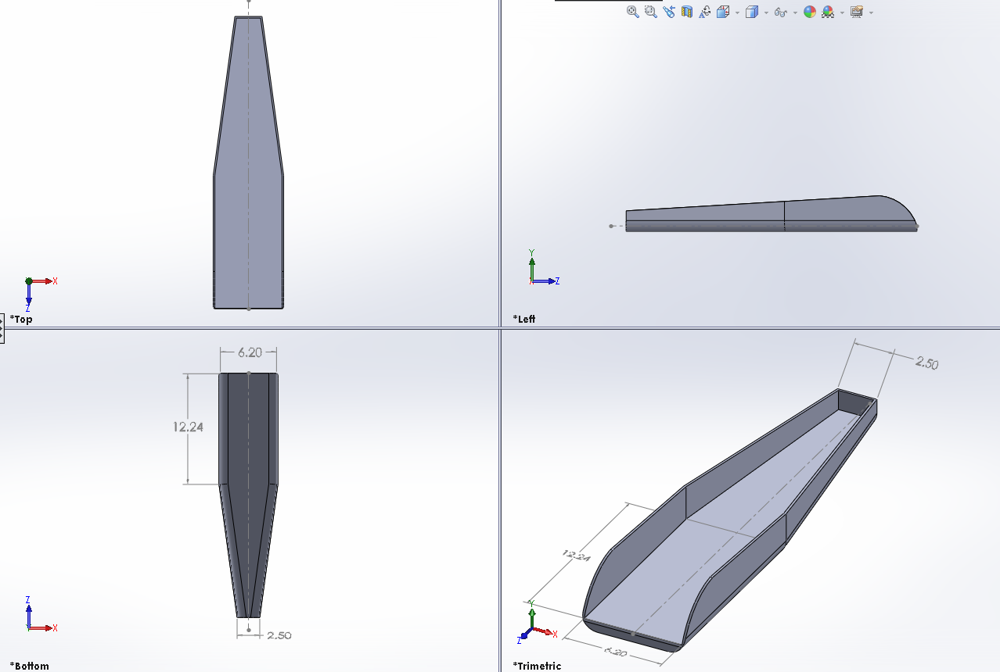 X
Z
*Top
Y
X
Z
*Left
6.20
12.24
2.50
Z
Y
X
*Bottom
2.50
12.24
6.20
Y
X
Z
*Trimetric